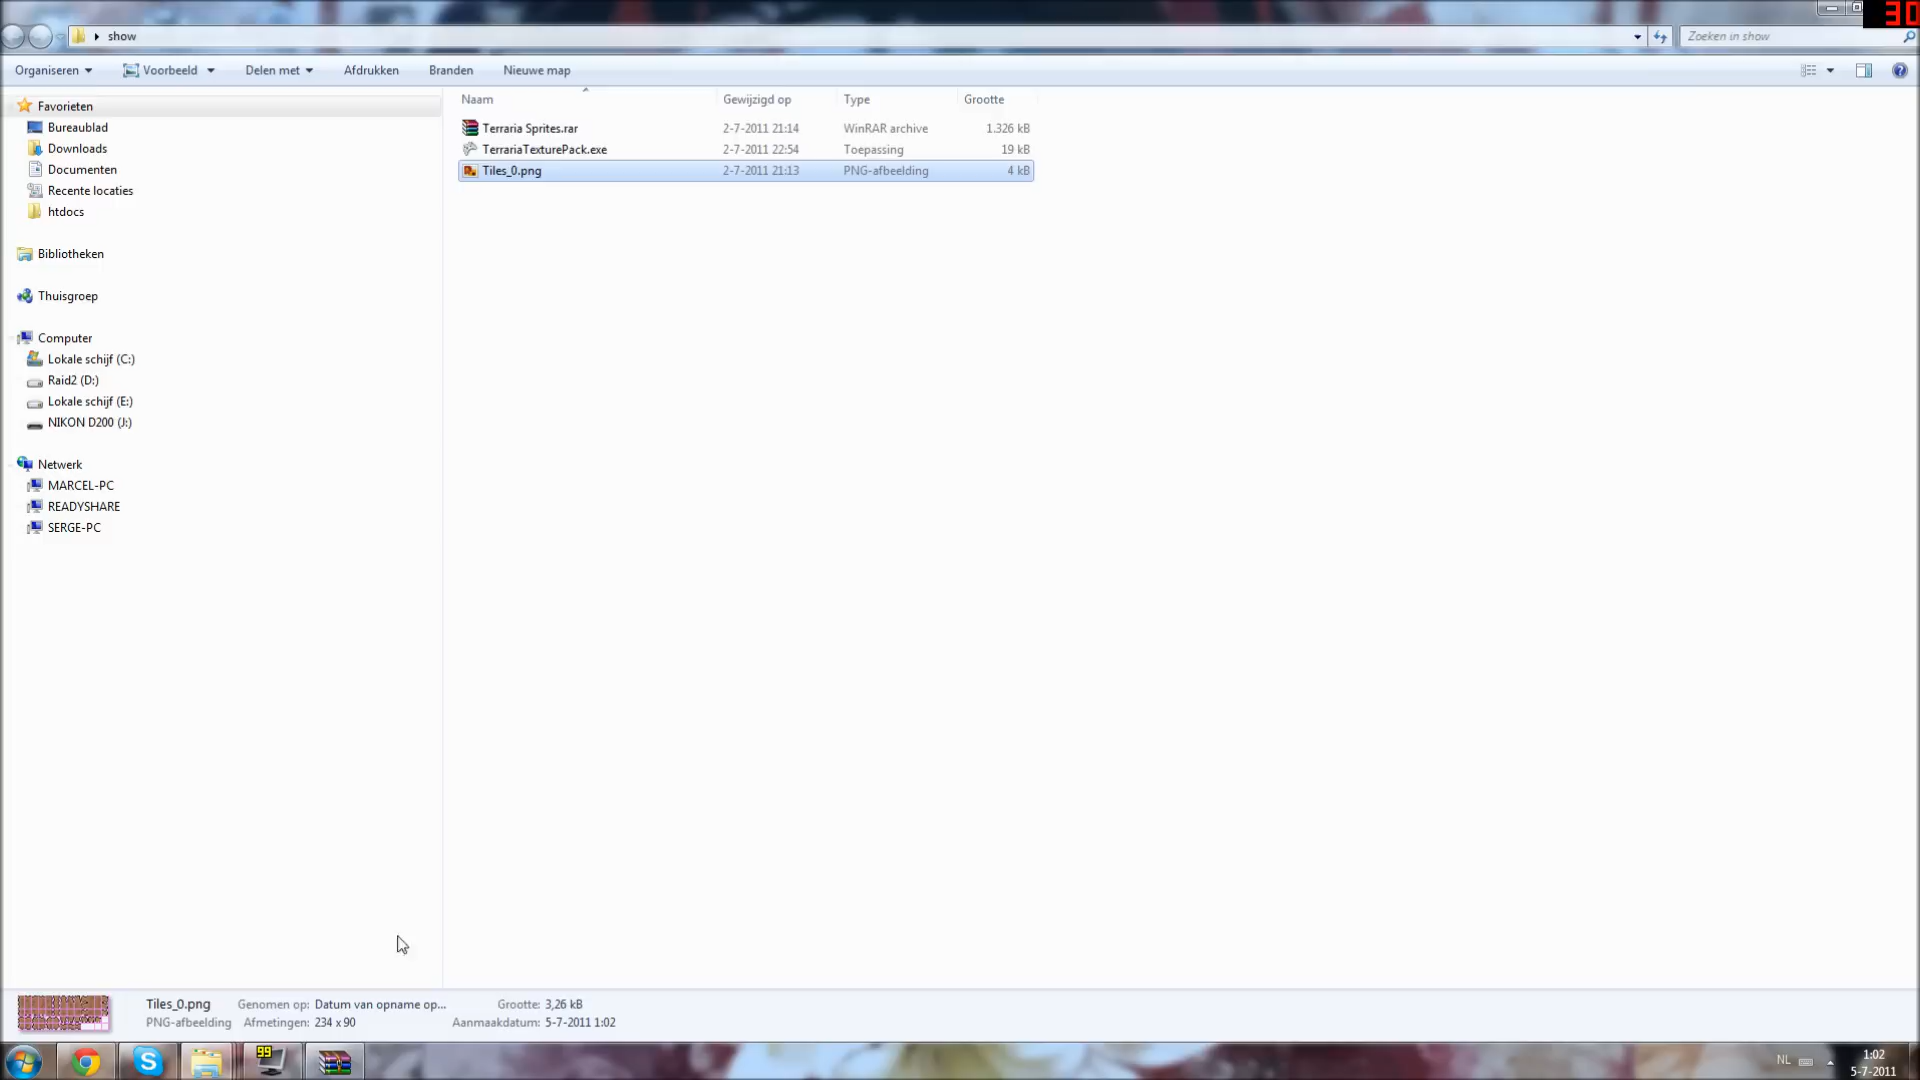 30
show
Zoeken in show
Organiseren Voorbeeld Delen met Afdrukken Branden Nieuwe map
Favorieten
Bureaublad
Downloads
Documenten
Recente locaties
htdocs
Bibliotheken
Thuisgroep
Computer
Lokale schijf (C:)
Raid2 (D:)
Lokale schijf (E:)
NIKON D200 (J:)
Netwerk
MARCEL-PC
READYSHARE
SERGE-PC
Naam Gewijzigd op Type Grootte
Terraria Sprites.rar 2-7-2011 21:14 WinRAR archive 1.326 kB
TerrariaTexturePack.exe 2-7-2011 22:54 Toepassing 19 kB
Tiles_0.png 2-7-2011 21:13 PNG-afbeelding 4 kB
Tiles_0.png Genomen op: Datum van opname op... Grootte: 3,26 kB
PNG-afbeelding Afmetingen: 234 x 90 Aanmaakdatum: 5-7-2011 1:02
99
NL
1:02
5-7-2011